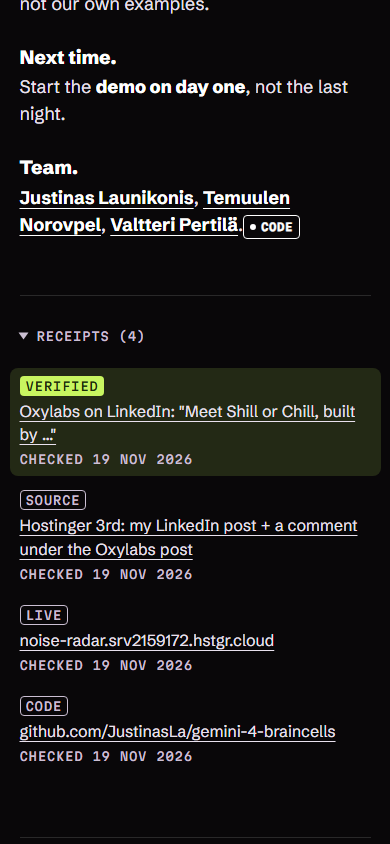 not our own examples.
Next time.
Start the demo on day one, not the last
night.
Team.
Justinas Launikonis, Temuulen
Norovpel, Valtteri Pertilä. • CODE
▼ RECEIPTS (4)
VERIFIED
Oxylabs on LinkedIn: "Meet Shill or Chill, built
by …"
CHECKED 19 NOV 2026
SOURCE
Hostinger 3rd: my LinkedIn post + a comment
under the Oxylabs post
CHECKED 19 NOV 2026
LIVE
noise-radar.srv2159172.hstgr.cloud
CHECKED 19 NOV 2026
CODE
github.com/JustinasLa/gemini-4-braincells
CHECKED 19 NOV 2026